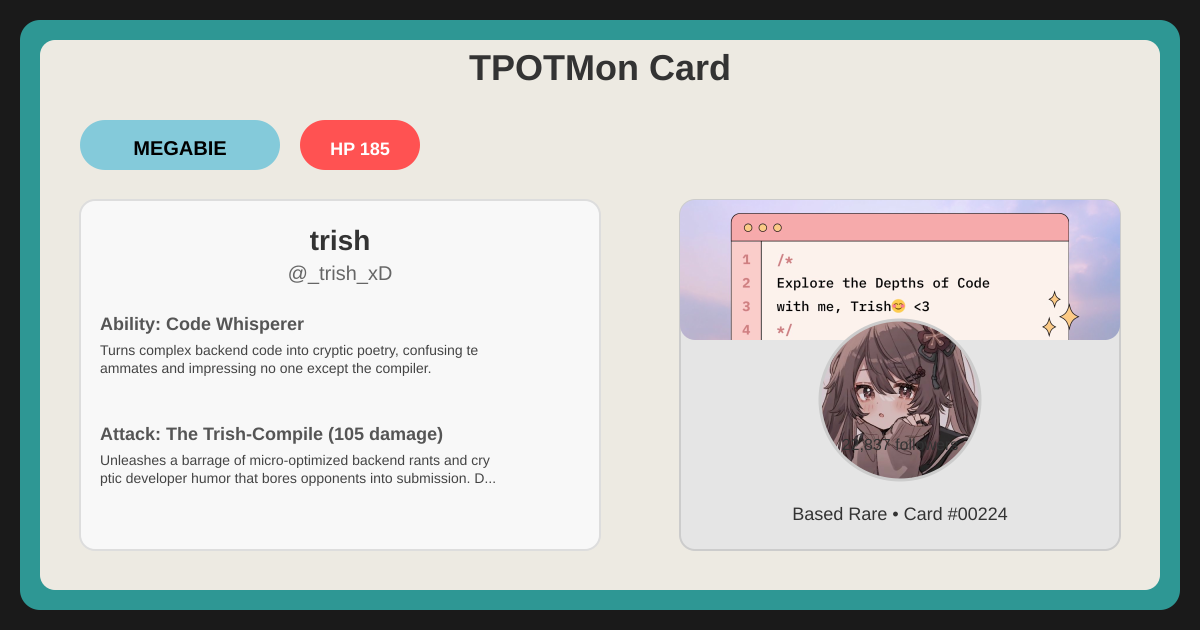 TPOTMon Card
MEGABIE
HP 185
trish
@_trish_xD
Ability: Code Whisperer
Turns complex backend code into cryptic poetry, confusing te
ammates and impressing no one except the compiler.
Attack: The Trish-Compile (105 damage)
Unleashes a barrage of micro-optimized backend rants and cry
ptic developer humor that bores opponents into submission. D...
1 /*
2 Explore the Depths of Code
3 with me, Trish😊 <3
4 */
Based Rare • Card #00224